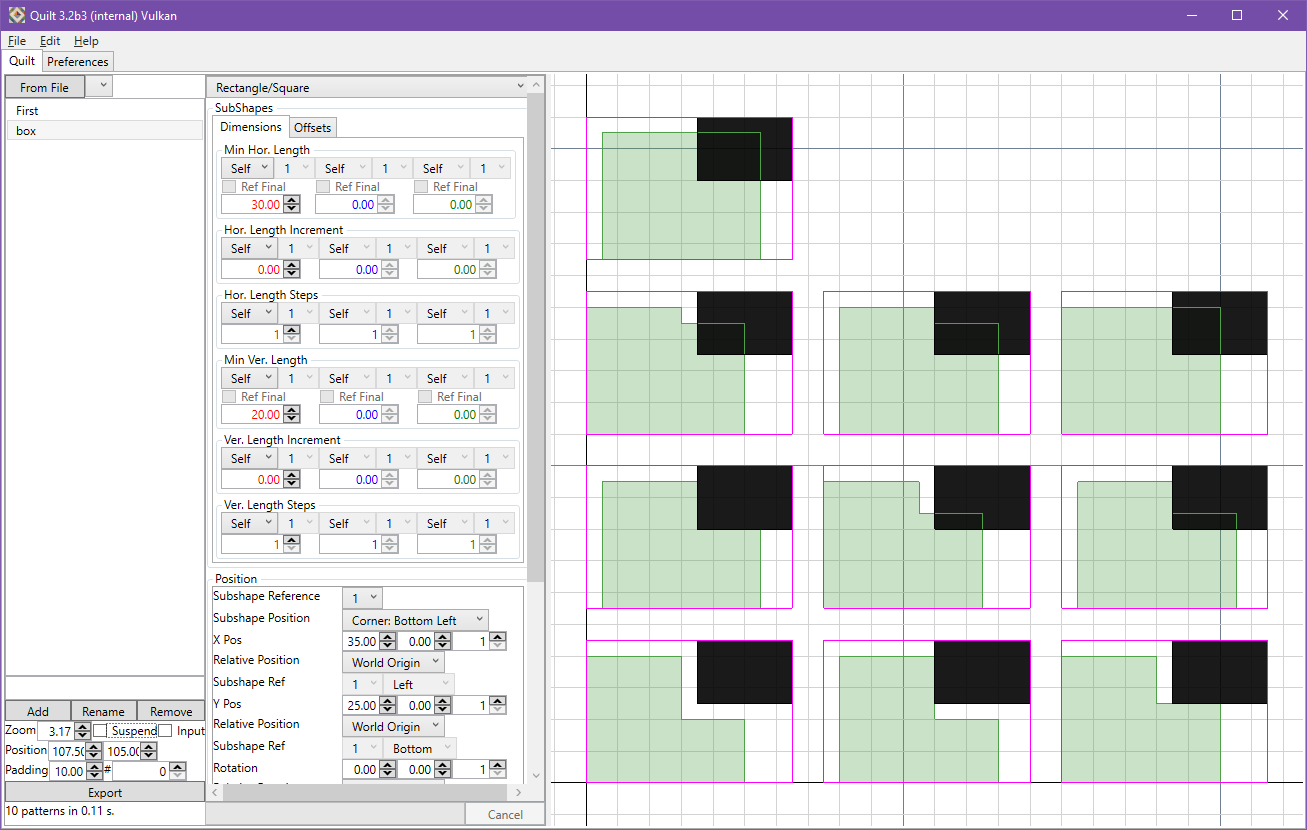 Quilt 3.2b3 (internal) Vulkan
File Edit Help
Quilt Preferences
From File
First
box
Rectangle/Square
SubShapes
Dimensions Offsets
Min Hor. Length
Self 1 Self 1 Self 1
Ref Final Ref Final Ref Final
30.00 0.00 0.00
Hor. Length Increment
Self 1 Self 1 Self 1
0.00 0.00 0.00
Hor. Length Steps
Self 1 Self 1 Self 1
1 1 1
Min Ver. Length
Self 1 Self 1 Self 1
Ref Final Ref Final Ref Final
20.00 0.00 0.00
Ver. Length Increment
Self 1 Self 1 Self 1
0.00 0.00 0.00
Ver. Length Steps
Self 1 Self 1 Self 1
1 1 1
Position
Subshape Reference 1
Subshape Position Corner: Bottom Left
X Pos 35.00 0.00 1
Relative Position World Origin
Subshape Ref 1 Left
Y Pos 25.00 0.00 1
Relative Position World Origin
Subshape Ref 1 Bottom
Rotation 0.00 0.00 1
Add Rename Remove
Zoom 3.17 Suspend Input
Position 107.50 105.00
Padding 10.00 # 0
Export
10 patterns in 0.11 s.
Cancel